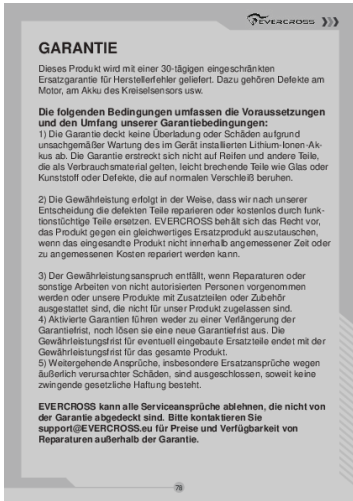 EVERCROSS
GARANTIE
Dieses Produkt wird mit einer 30-tägigen eingeschränkten
Ersatzgarantie für Herstellerfehler geliefert. Dazu gehören Defekte am
Motor, am Akku des Kreiselsensors usw.
Die folgenden Bedingungen umfassen die Voraussetzungen
und den Umfang unserer Garantiebedingungen:
1) Die Garantie deckt keine Überladung oder Schäden aufgrund
unsachgemäßer Wartung des im Gerät installierten Lithium-Ionen-Ak-
kus ab. Die Garantie erstreckt sich nicht auf Reifen und andere Teile,
die als Verbrauchsmaterial gelten, leicht brechende Teile wie Glas oder
Kunststoff oder Defekte, die auf normalen Verschleiß beruhen.
2) Die Gewährleistung erfolgt in der Weise, dass wir nach unserer
Entscheidung die defekten Teile reparieren oder kostenlos durch funk-
tionstüchtige Teile ersetzen. EVERCROSS behält sich das Recht vor,
das Produkt gegen ein gleichwertiges Ersatzprodukt auszutauschen,
wenn das eingesandte Produkt nicht innerhalb angemessener Zeit oder
zu angemessenen Kosten repariert werden kann.
3) Der Gewährleistungsanspruch entfällt, wenn Reparaturen oder
sonstige Arbeiten von nicht autorisierten Personen vorgenommen
werden oder unsere Produkte mit Zusatzteilen oder Zubehör
ausgestattet sind, die nicht für unser Produkt zugelassen sind.
4) Aktivierte Garantien führen weder zu einer Verlängerung der
Garantiefrist, noch lösen sie eine neue Garantiefrist aus. Die
Gewährleistungsfrist für eventuell eingebaute Ersatzteile endet mit der
Gewährleistungsfrist für das gesamte Produkt.
5) Weitergehende Ansprüche, insbesondere Ersatzansprüche wegen
äußerlich verursachter Schäden, sind ausgeschlossen, soweit keine
zwingende gesetzliche Haftung besteht.
EVERCROSS kann alle Serviceansprüche ablehnen, die nicht von
der Garantie abgedeckt sind. Bitte kontaktieren Sie
support@EVERCROSS.eu für Preise und Verfügbarkeit von
Reparaturen außerhalb der Garantie.
76